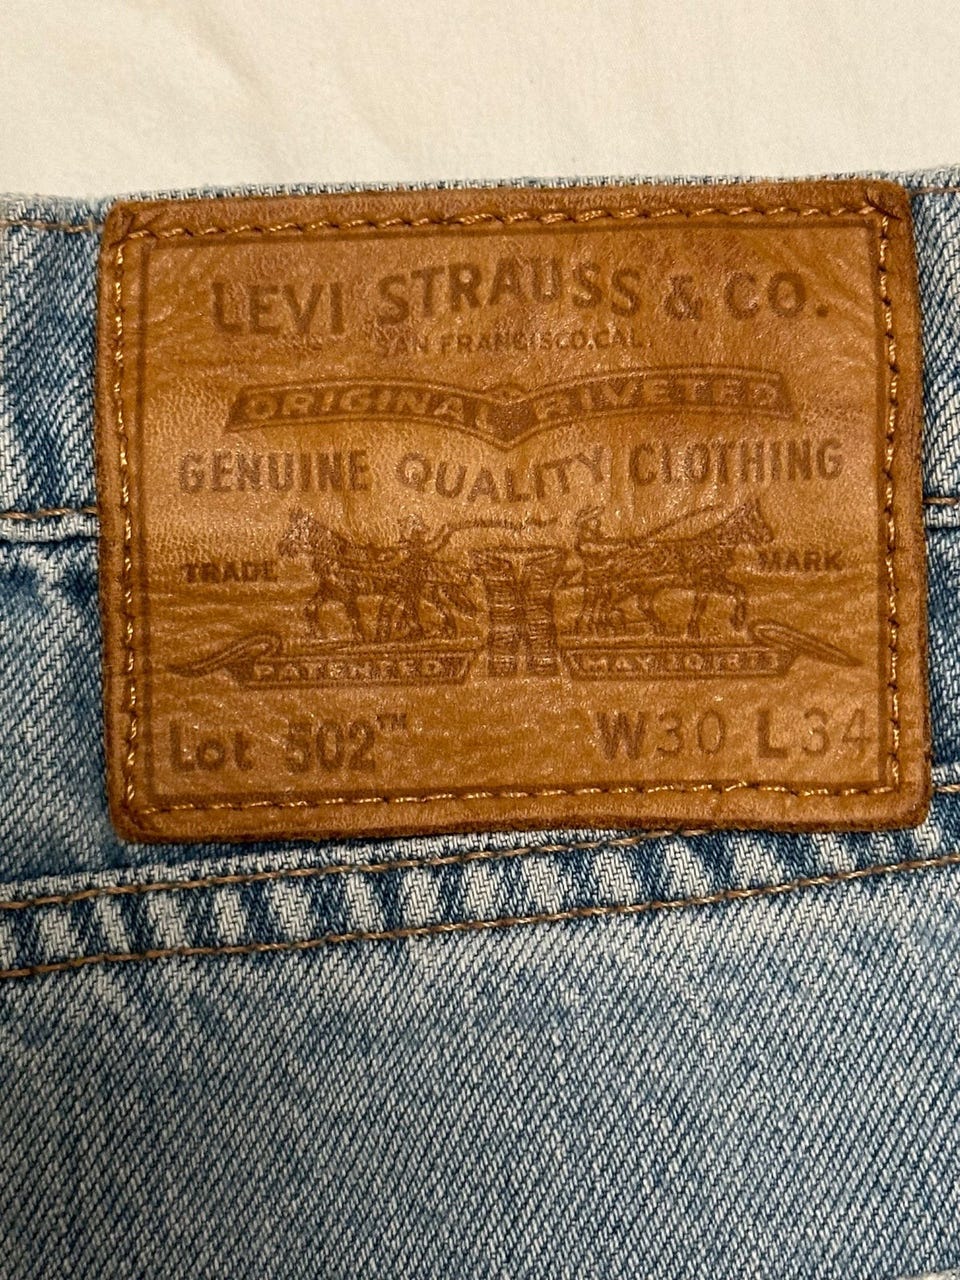 LEVI STRAUSS & CO.
SAN FRANCISCO, CAL.
ORIGINAL RIVETED
GENUINE QUALITY CLOTHING
TRADE MARK
PATENTED MAY 20 1873
Lot 502™ W30 L34